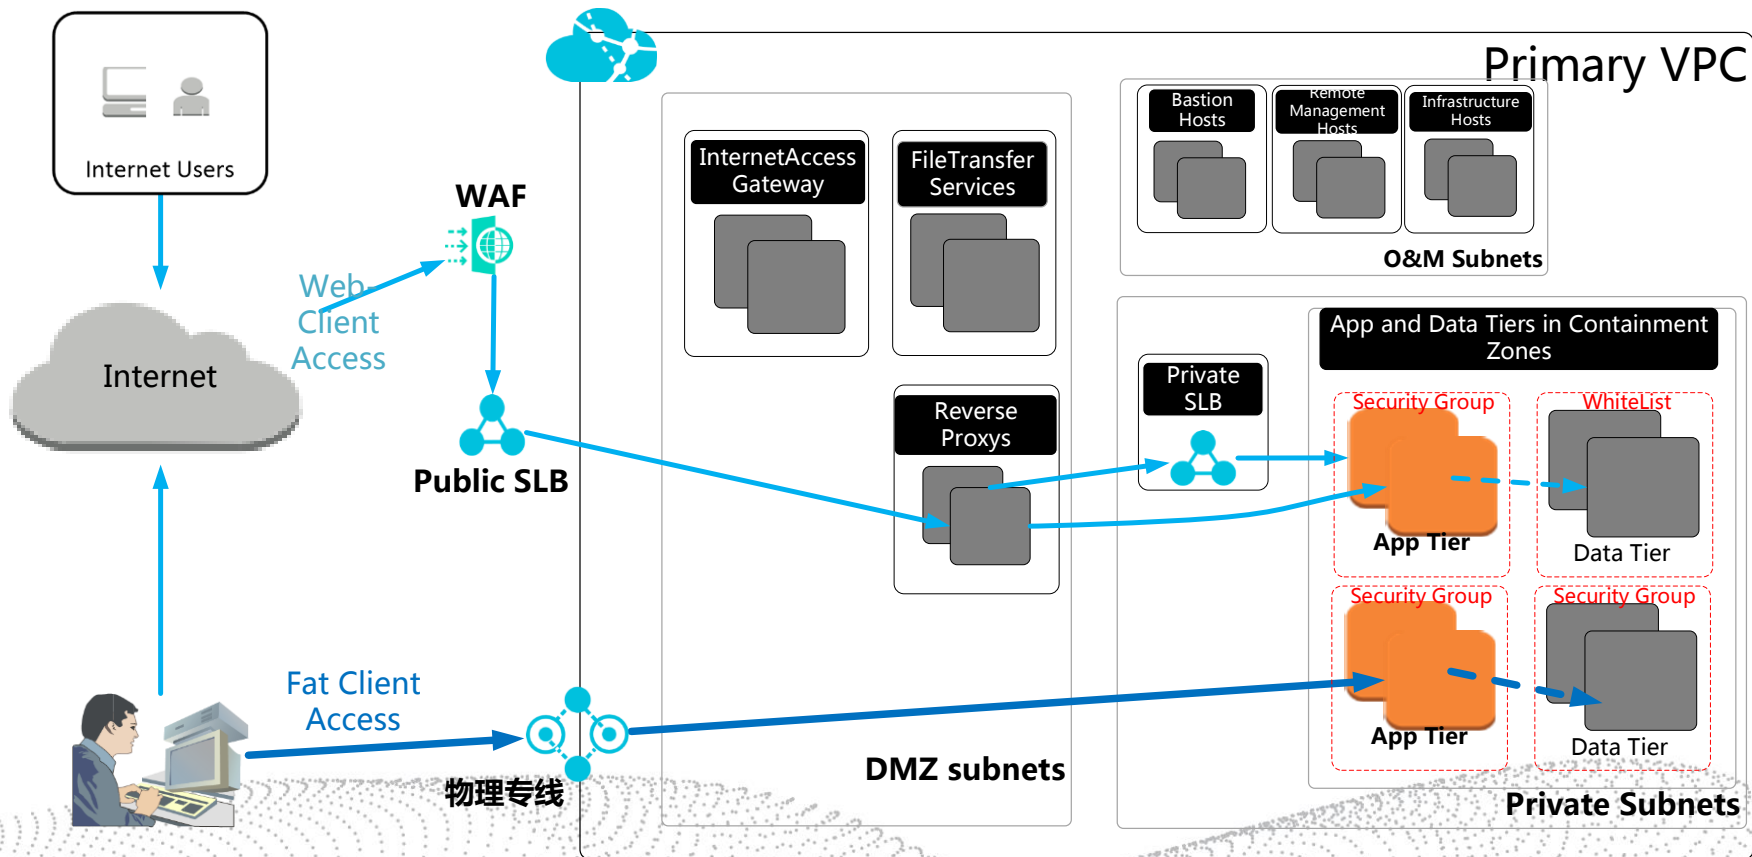 Primary VPC
Internet Users
Bastion
Hosts
Remote
Management
Hosts
Infrastructure
Hosts
O&M Subnets
InternetAccess
Gateway
FileTransfer
Services
WAF
Web-
Client
Access
Internet
Public SLB
Reverse
Proxys
Private
SLB
App and Data Tiers in Containment
Zones
Security Group
WhiteList
App Tier
Data Tier
Security Group
Security Group
App Tier
Data Tier
Fat Client
Access
物理专线
DMZ subnets
Private Subnets